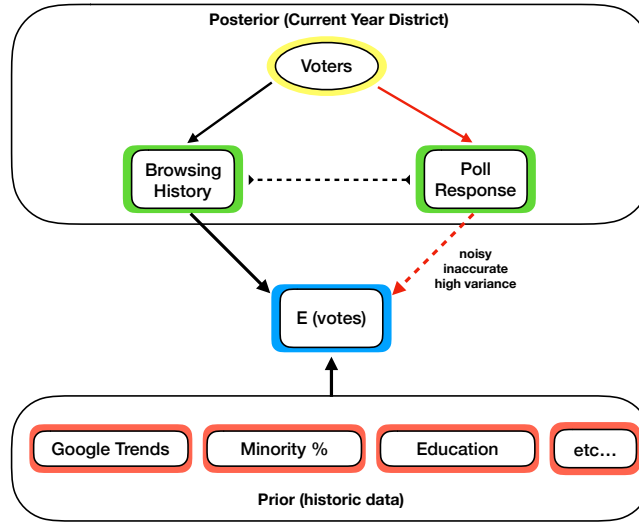 Posterior (Current Year District)
Voters
Browsing
History
Poll
Response
noisy
inaccurate
high variance
E (votes)
Google Trends
Minority %
Education
etc...
Prior (historic data)